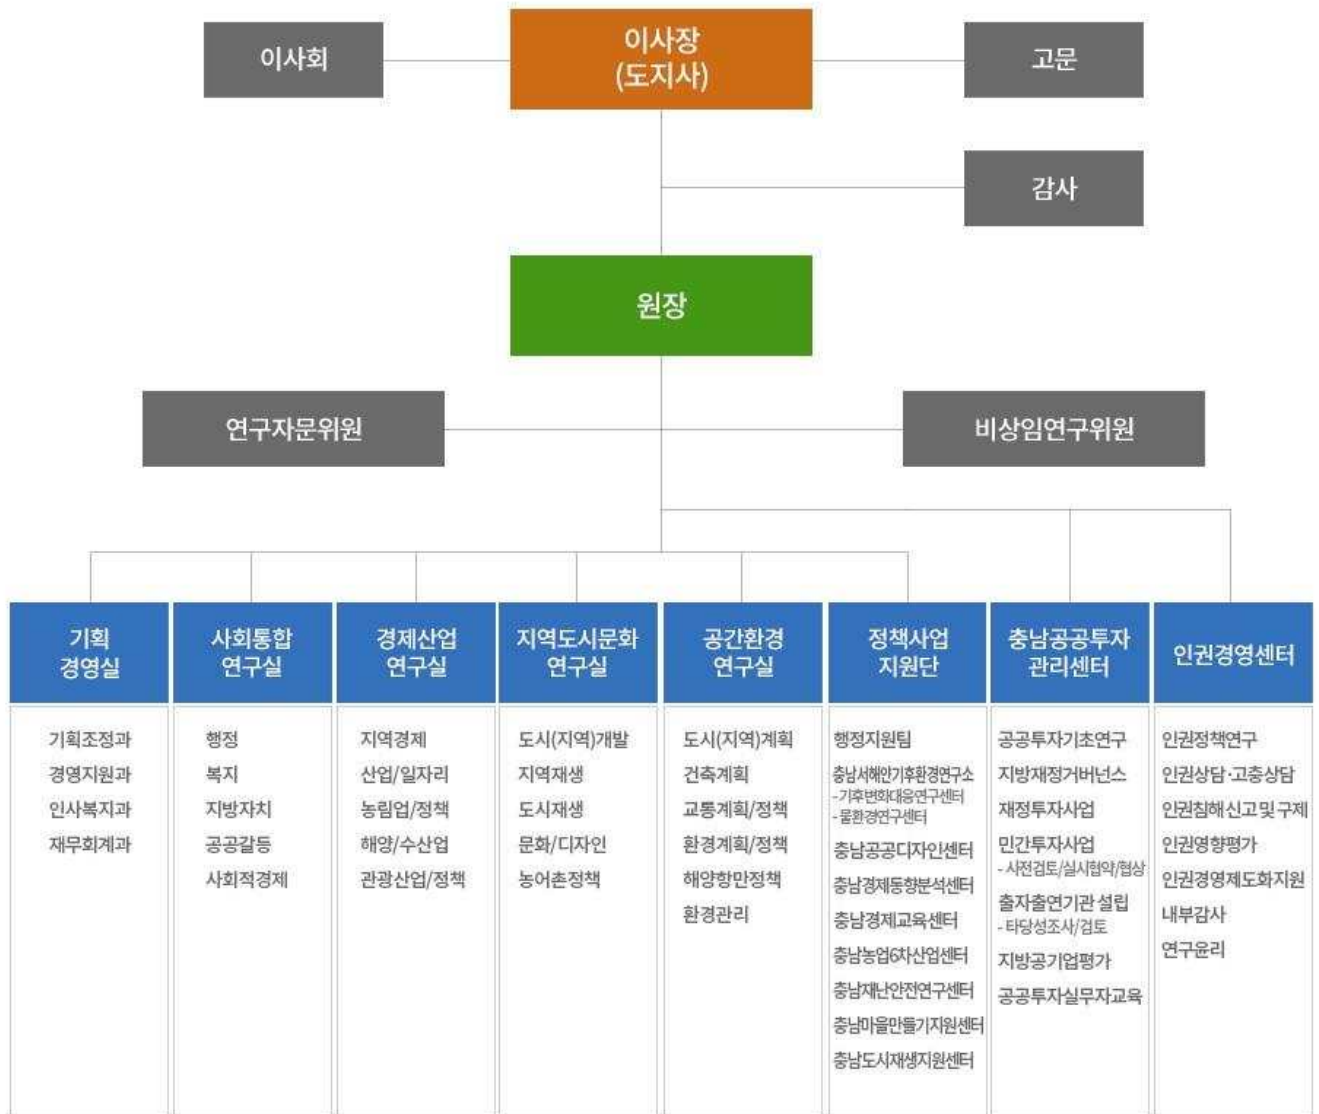 이사회
이사장
(도지사)
고문
감사
원장
연구자문위원
비상임연구위원
기획
경영실
기획조정과
경영지원과
인사복지과
재무회계과
사회통합
연구실
행정
복지
지방자치
공공갈등
사회적경제
경제산업
연구실
지역경제
산업/일자리
농림업/정책
해양/수산업
관광산업/정책
지역도시문화
연구실
도시(지역)개발
지역재생
도시재생
문화/디자인
농어촌정책
공간환경
연구실
도시(지역)계획
건축계획
교통계획/정책
환경계획/정책
해양항만정책
환경관리
정책사업
지원단
행정지원팀
충남서해안기후환경연구소
-기후변화대응연구센터
-물환경연구센터
충남공공디자인센터
충남경제동향분석센터
충남경제교육센터
충남농업6차산업센터
충남재난안전연구센터
충남마을만들기지원센터
충남도시재생지원센터
충남공공투자
관리센터
공공투자기초연구
지방재정거버넌스
재정투자사업
민간투자사업
- 사전검토/실시협약/협상
출자출연기관 설립
- 타당성조사/검토
지방공기업평가
공공투자실무자교육
인권경영센터
인권정책연구
인권상담·고충상담
인권침해 신고 및 구제
인권영향평가
인권경영제도화지원
내부감사
연구윤리